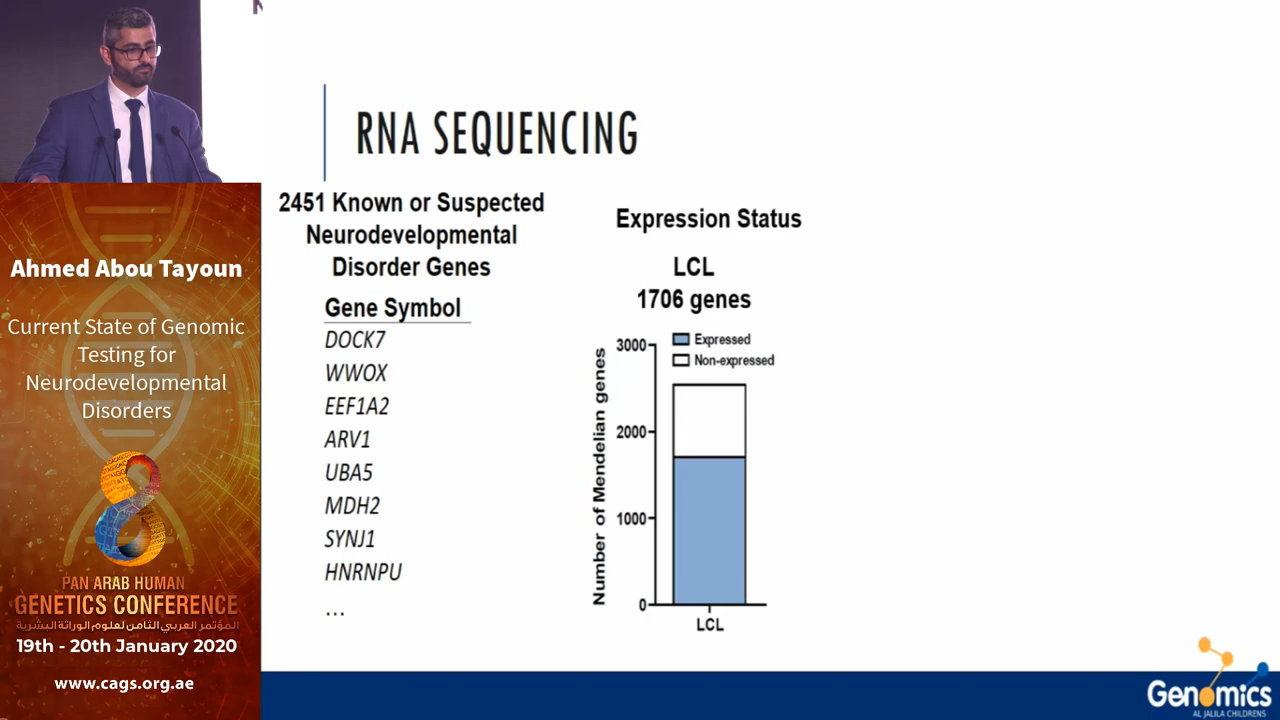 RNA SEQUENCING
2451 Known or Suspected
Neurodevelopmental
Disorder Genes
Gene Symbol
DOCK7
WWOX
EEF1A2
ARV1
UBA5
MDH2
SYNJ1
HNRNPU
...
Expression Status
LCL
1706 genes
Expressed
Non-expressed
Number of Mendelian genes
3000
2000
1000
0
LCL
Ahmed Abou Tayoun
Current State of Genomic
Testing for
Neurodevelopmental
Disorders
PAN ARAB HUMAN
GENETICS CONFERENCE
المؤتمر العربي الثامن لعلوم الوراثة البشرية
19th - 20th January 2020
www.cags.org.ae
Genomics
AL JALILA CHILDRENS